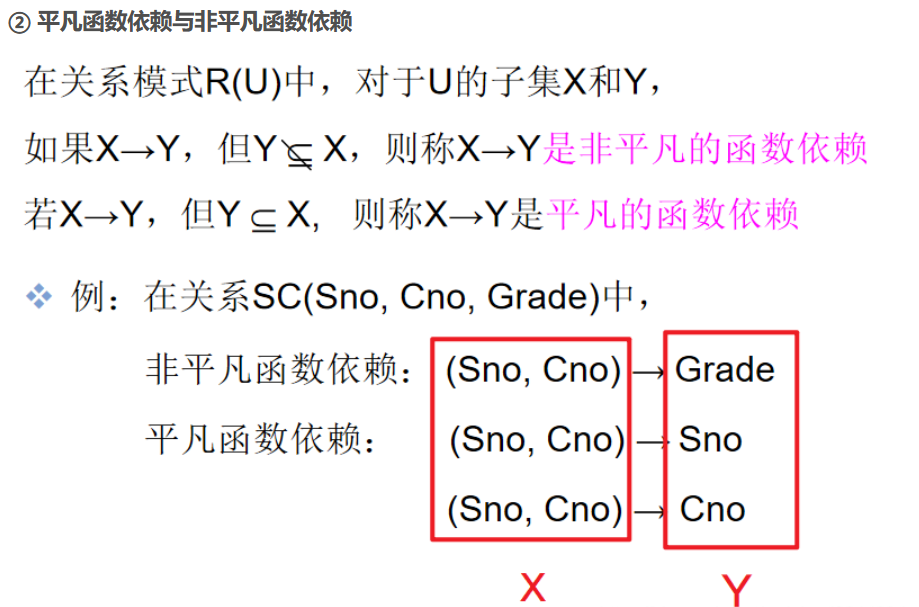 ② 平凡函数依赖与非平凡函数依赖
在关系模式R(U)中，对于U的子集X和Y，
如果X→Y，但Y ⊈ X，则称X→Y是非平凡的函数依赖
若X→Y，但Y ⊆ X, 则称X→Y是平凡的函数依赖
❖ 例：在关系SC(Sno, Cno, Grade)中，
非平凡函数依赖：(Sno, Cno) → Grade
平凡函数依赖：(Sno, Cno) → Sno
(Sno, Cno) → Cno
X Y